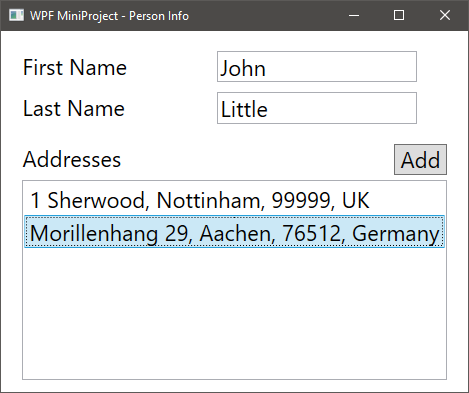 WPF MiniProject - Person Info
First Name John
Last Name Little
Addresses Add
1 Sherwood, Nottinham, 99999, UK
Morillenhang 29, Aachen, 76512, Germany